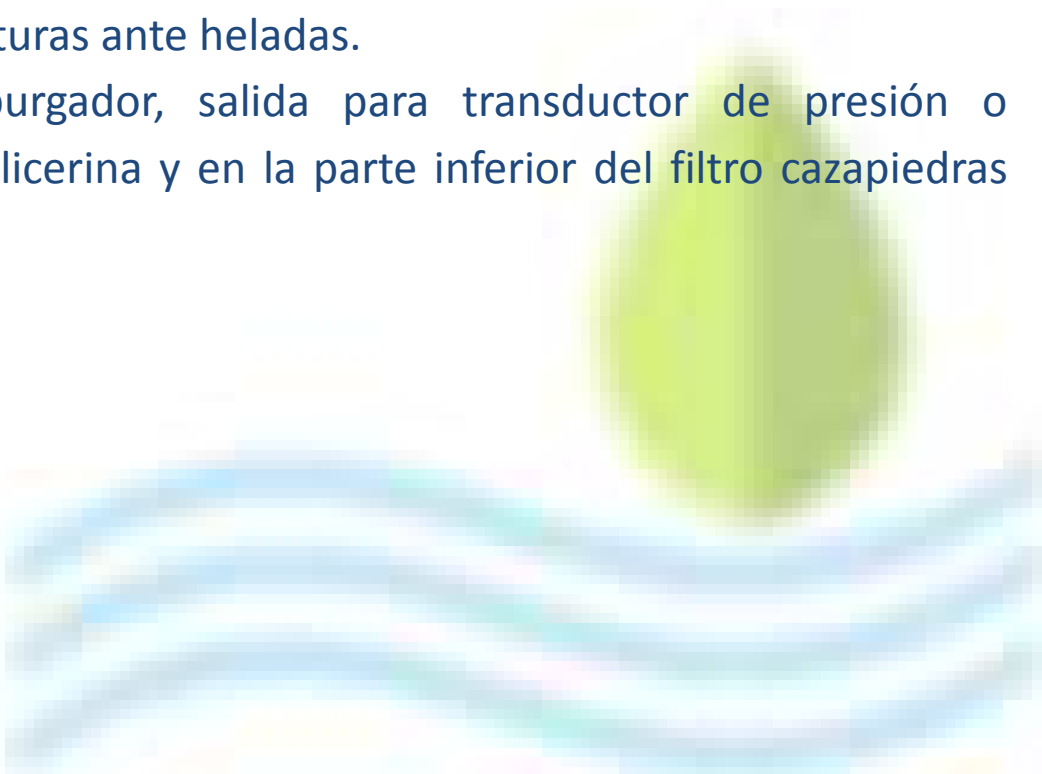 turas ante heladas.
purgador, salida para transductor de presión o
licerina y en la parte inferior del filtro cazapiedras